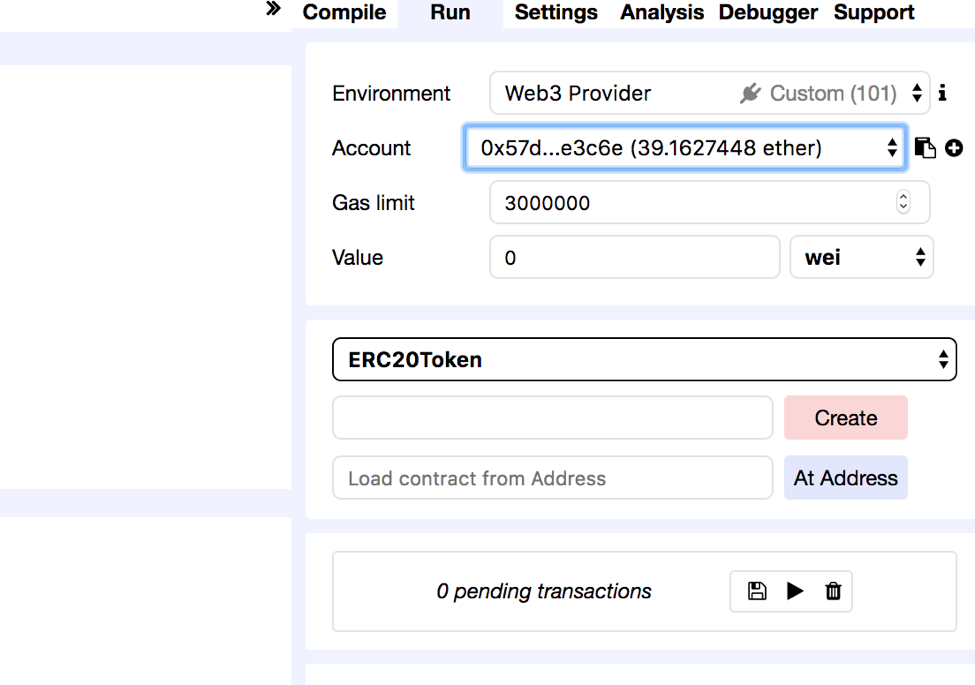 » Compile Run Settings Analysis Debugger Support
Environment Web3 Provider Custom (101) i
Account 0x57d...e3c6e (39.1627448 ether)
Gas limit 3000000
Value 0 wei
ERC20Token
Create
Load contract from Address At Address
0 pending transactions